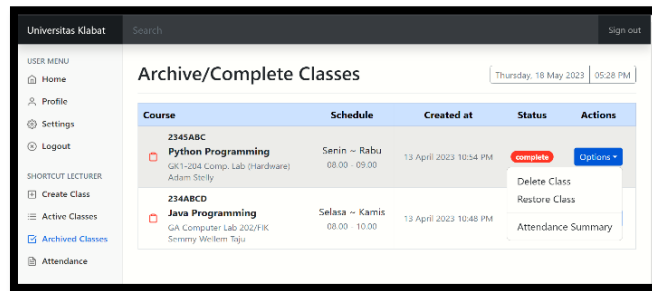 Universitas Klabat
Search
Sign out
USER MENU
Home
Profile
Settings
Logout
SHORTCUT LECTURER
Create Class
Active Classes
Archived Classes
Attendance
Archive/Complete Classes
Thursday, 18 May 2023 05:28 PM
Course Schedule Created at Status Actions
2345ABC
Python Programming
GK1-204 Comp. Lab (Hardware)
Adam Stelly
Senin ~ Rabu
08.00 - 09.00
13 April 2023 10:54 PM
complete
Options
234ABCD
Java Programming
GA Computer Lab 202/FIK
Semmy Wellem Taju
Selasa ~ Kamis
08.00 - 10.00
13 April 2023 10:48 PM
Delete Class
Restore Class
Attendance Summary